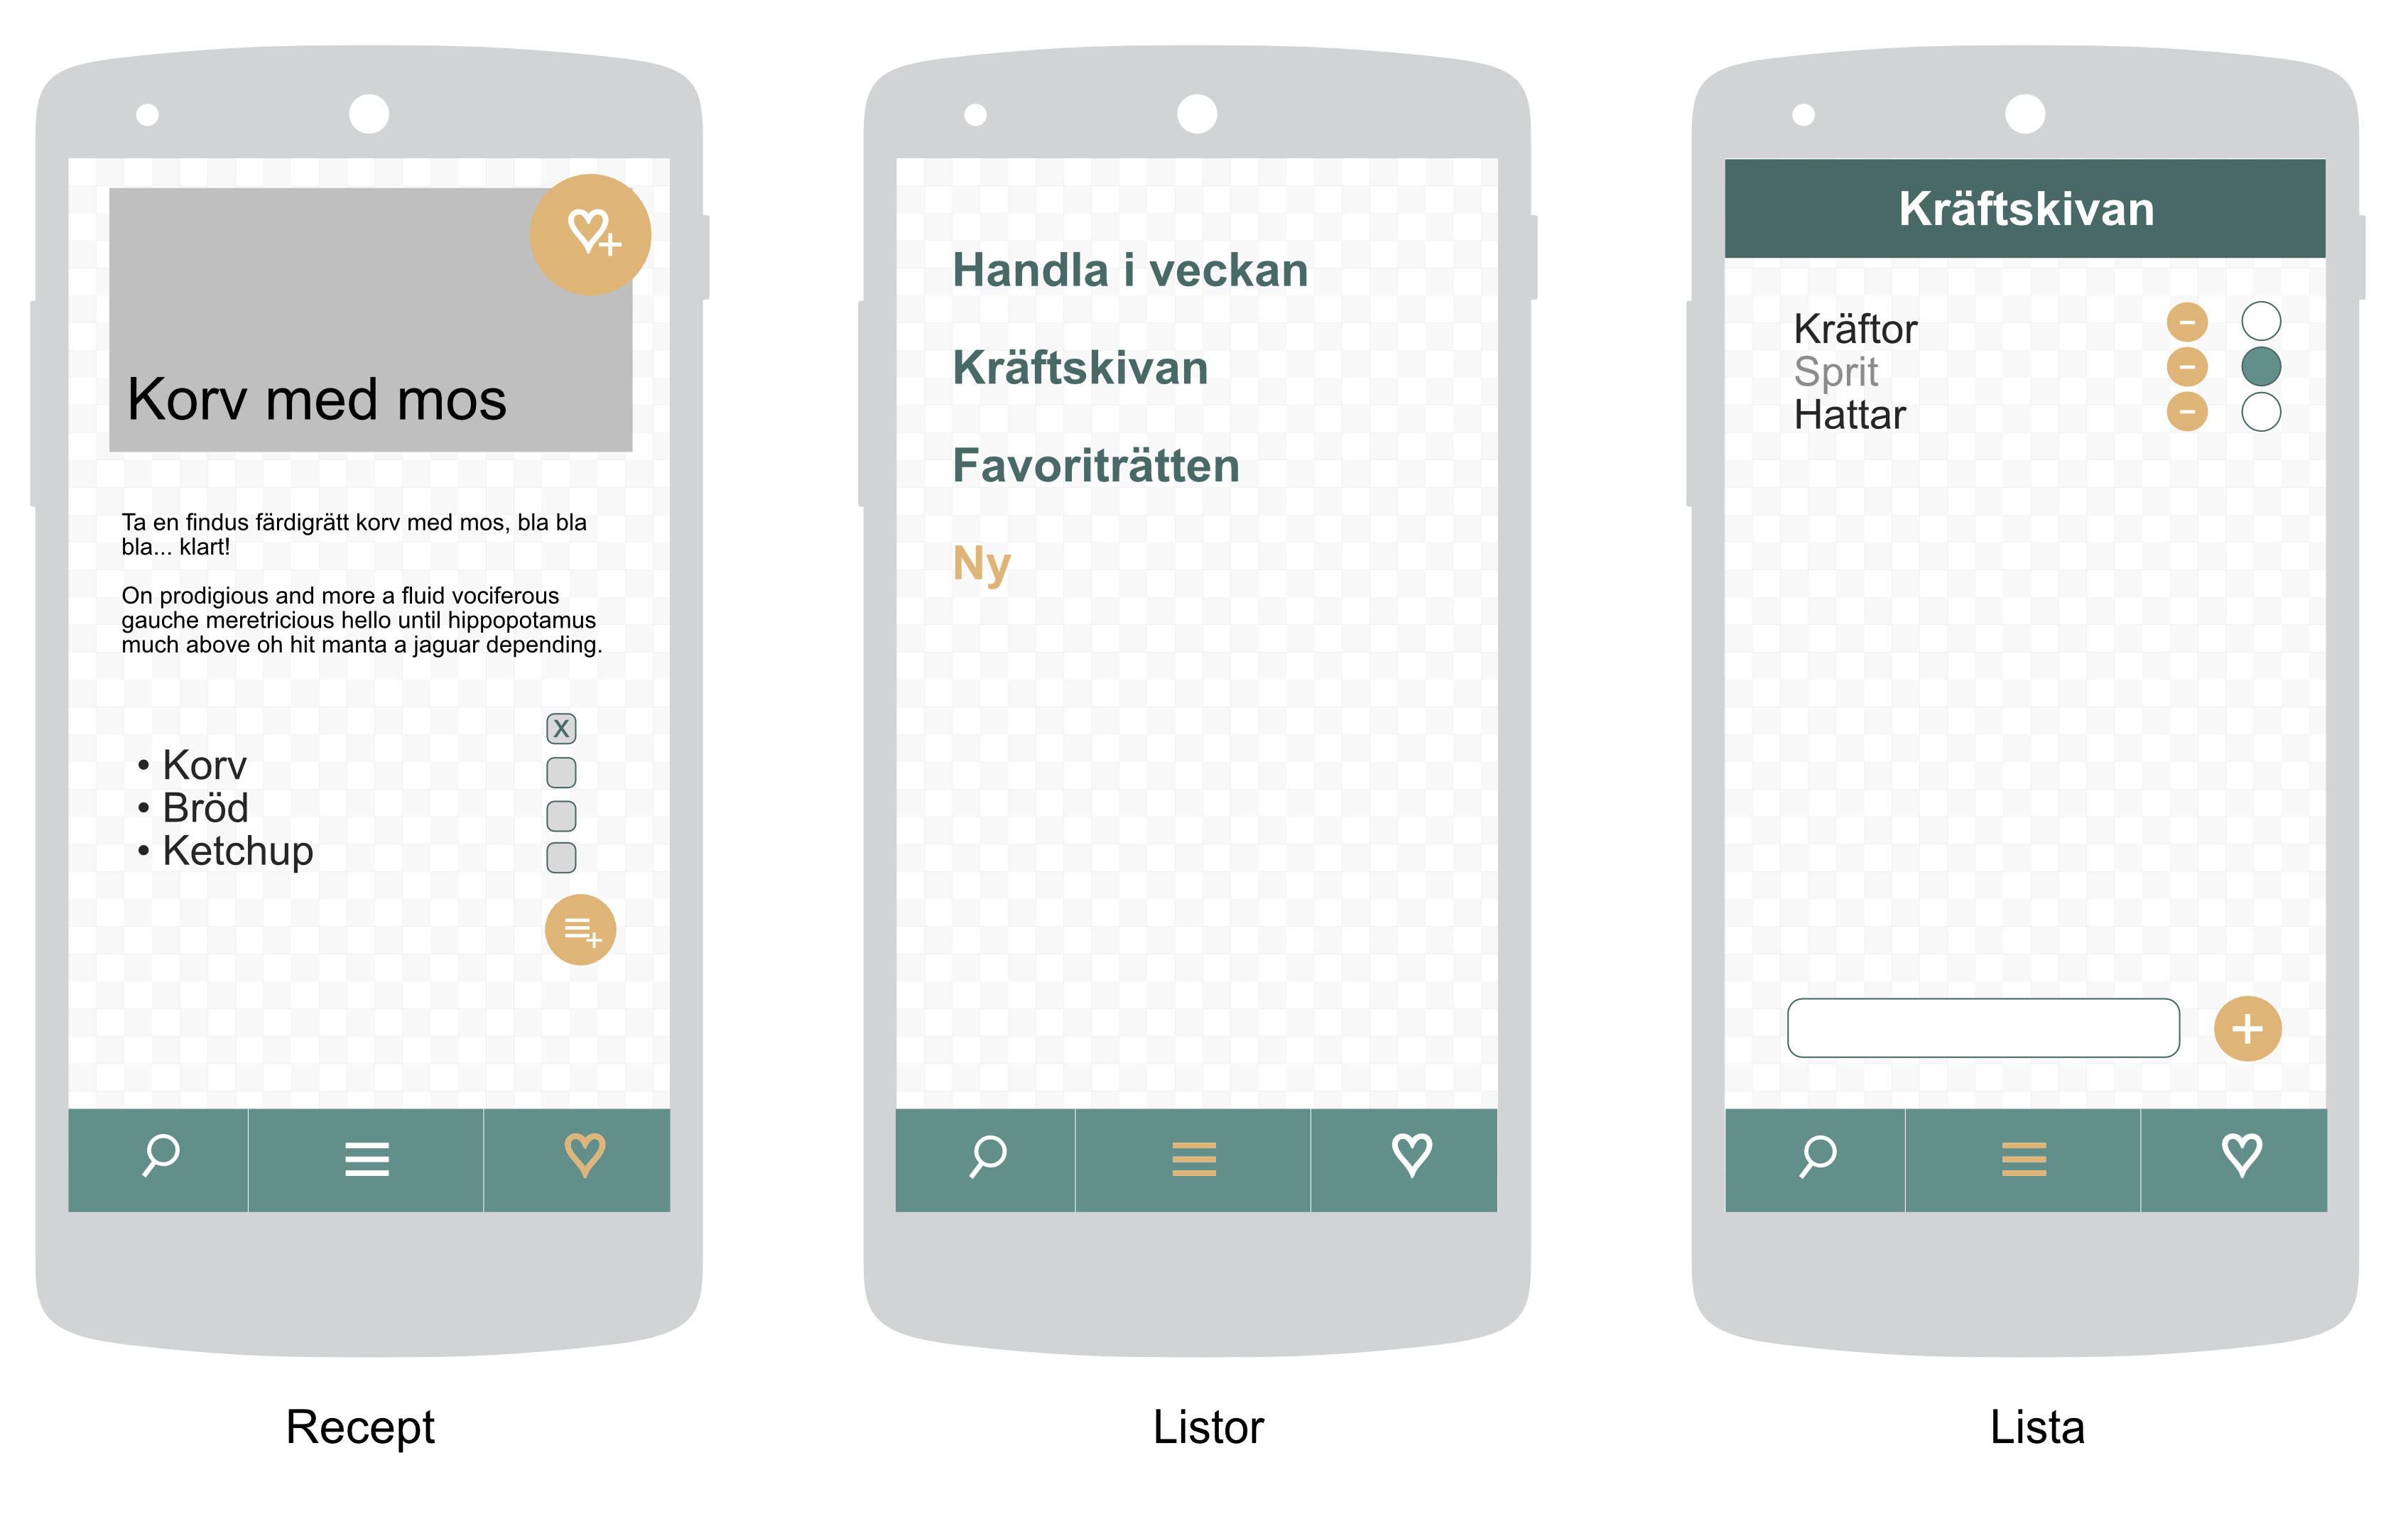 Korv med mos
Ta en findus färdigrätt korv med mos, bla bla
bla... klart!
On prodigious and more a fluid vociferous
gauche meretricious hello until hippopotamus
much above oh hit manta a jaguar depending.
X
• Korv
• Bröd
• Ketchup
Recept
Handla i veckan
Kräftskivan
Favoriträtten
Ny
Listor
Kräftskivan
Kräftor
Sprit
Hattar
Lista